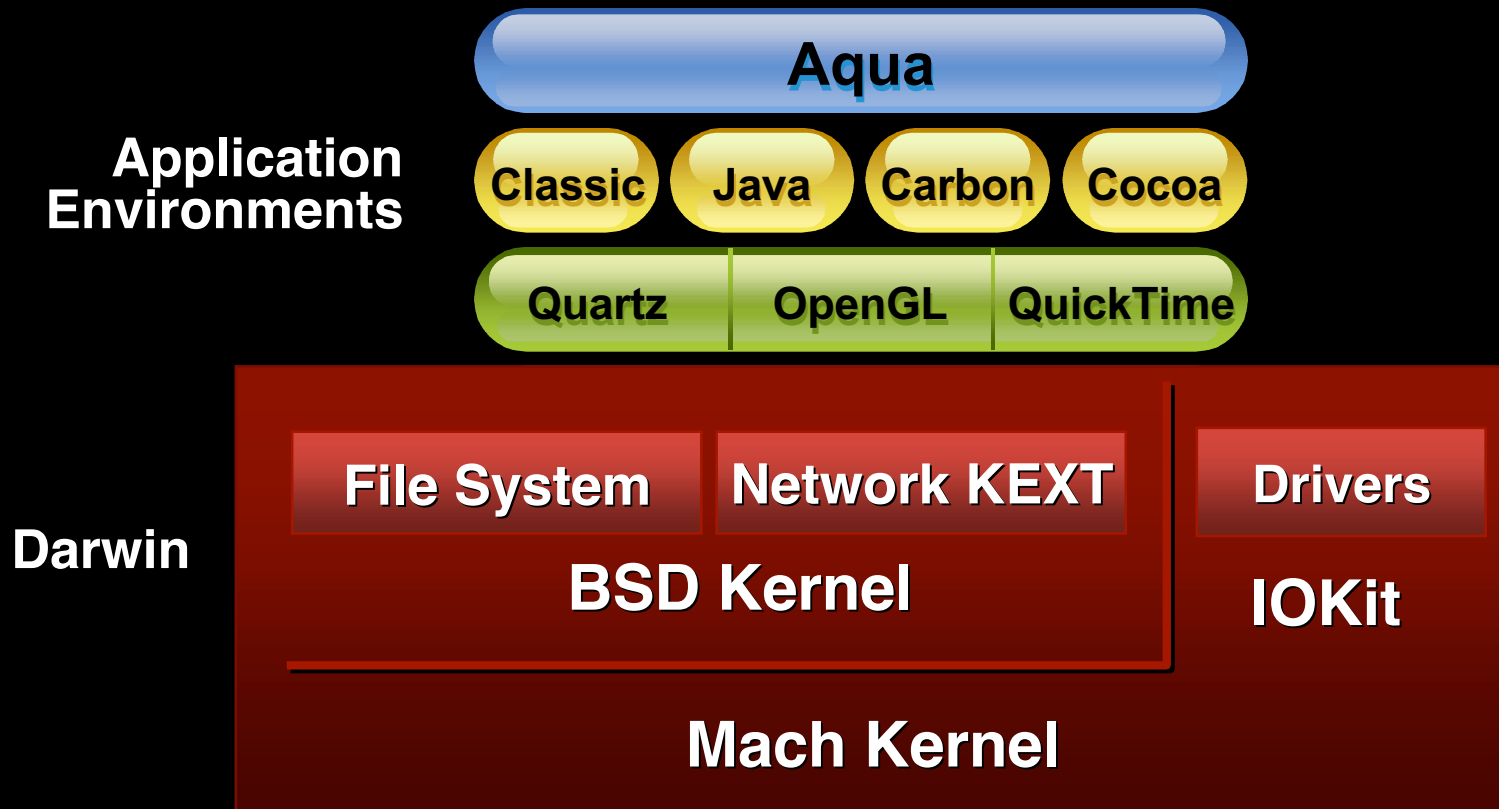 Aqua
Application
Environments
Classic
Java
Carbon
Cocoa
Quartz
OpenGL
QuickTime
Darwin
File System
Network KEXT
Drivers
BSD Kernel
IOKit
Mach Kernel